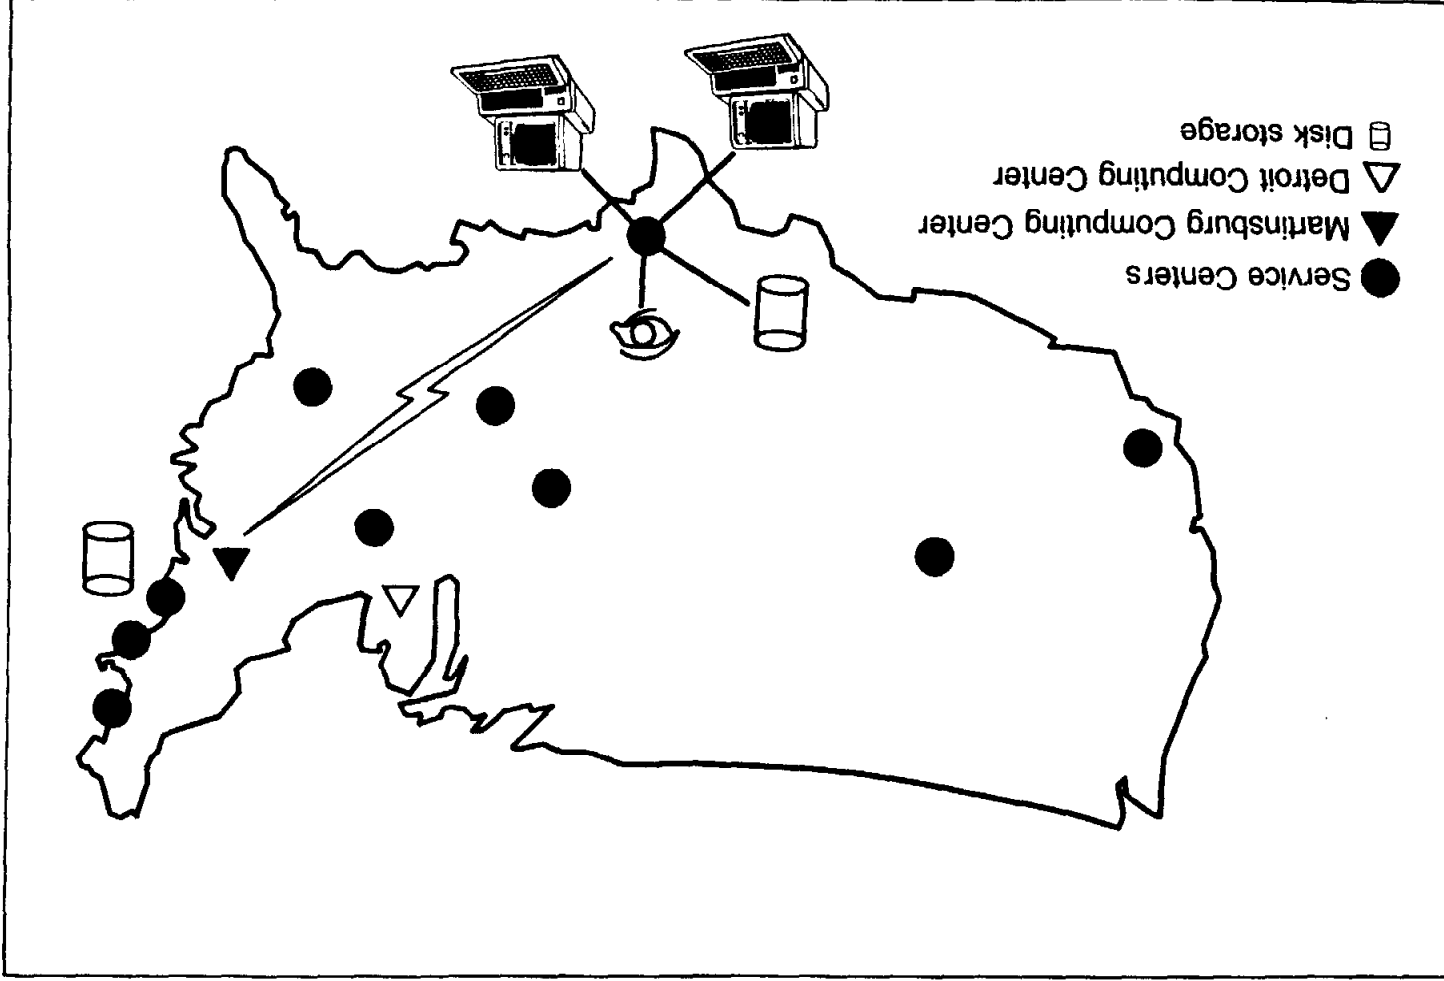 Service Centers
Martinsburg Computing Center
Detroit Computing Center
Disk storage